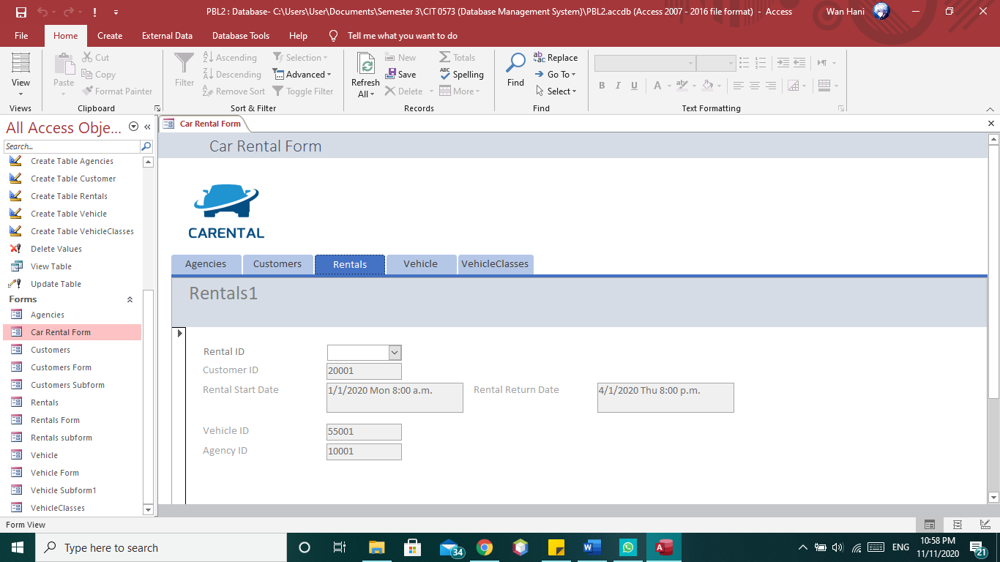 PBL2 : Database- C:\Users\User\Documents\Semester 3\CIT 0573 (Database Management System)\PBL2.accdb (Access 2007 - 2016 file format) - Access
Wan Hani
File Home Create External Data Database Tools Help Tell me what you want to do
View
Views
Paste
Cut
Copy
Format Painter
Clipboard
Filter
Ascending
Descending
Remove Sort
Selection
Advanced
Toggle Filter
Sort & Filter
Refresh
All
New
Save
Delete
Totals
Spelling
More
Records
Find
Replace
Go To
Select
Find
B I U A
Text Formatting
All Access Obje...
Search...
Create Table Agencies
Create Table Customer
Create Table Rentals
Create Table Vehicle
Create Table VehicleClasses
Delete Values
View Table
Update Table
Forms
Agencies
Car Rental Form
Customers
Customers Form
Customers Subform
Rentals
Rentals Form
Rentals subform
Vehicle
Vehicle Form
Vehicle Subform1
VehicleClasses
Car Rental Form
Car Rental Form
CARENTAL
Agencies Customers Rentals Vehicle VehicleClasses
Rentals1
Rental ID
Customer ID 20001
Rental Start Date 1/1/2020 Mon 8:00 a.m. Rental Return Date 4/1/2020 Thu 8:00 p.m.
Vehicle ID 55001
Agency ID 10001
Form View
Type here to search
34
ENG
10:58 PM
11/11/2020
21